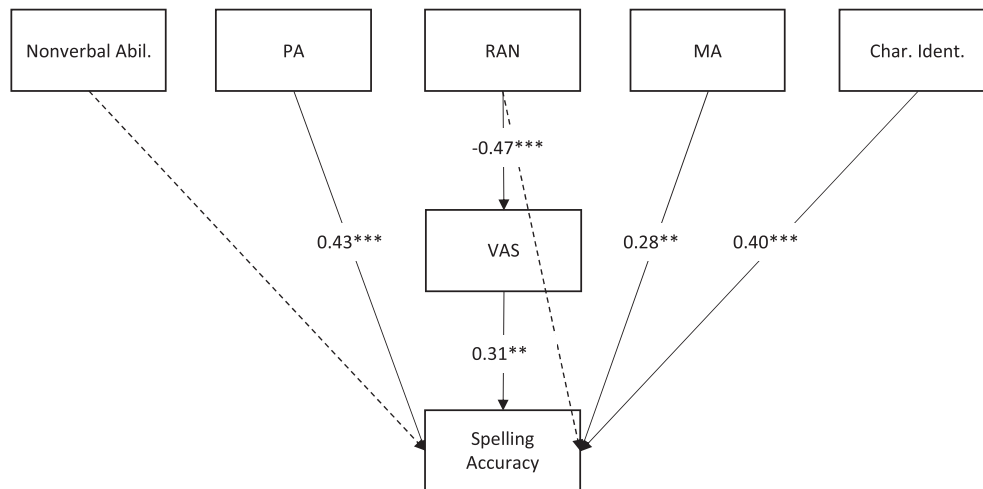 Nonverbal Abil.
PA
RAN
MA
Char. Ident.
-0.47***
VAS
0.43***
0.28**
0.40***
0.31**
Spelling
Accuracy